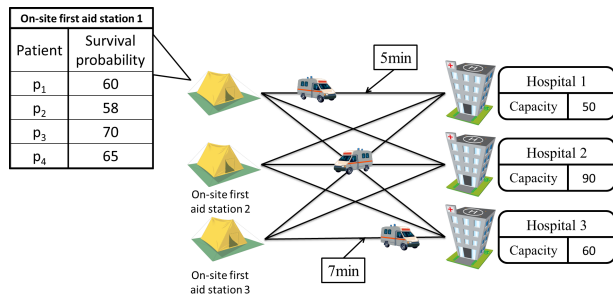 On-site first aid station 1
Patient Survival probability
p1 60
p2 58
p3 70
p4 65
5min
Hospital 1
Capacity 50
Hospital 2
Capacity 90
On-site first
aid station 2
Hospital 3
Capacity 60
7min
On-site first
aid station 3